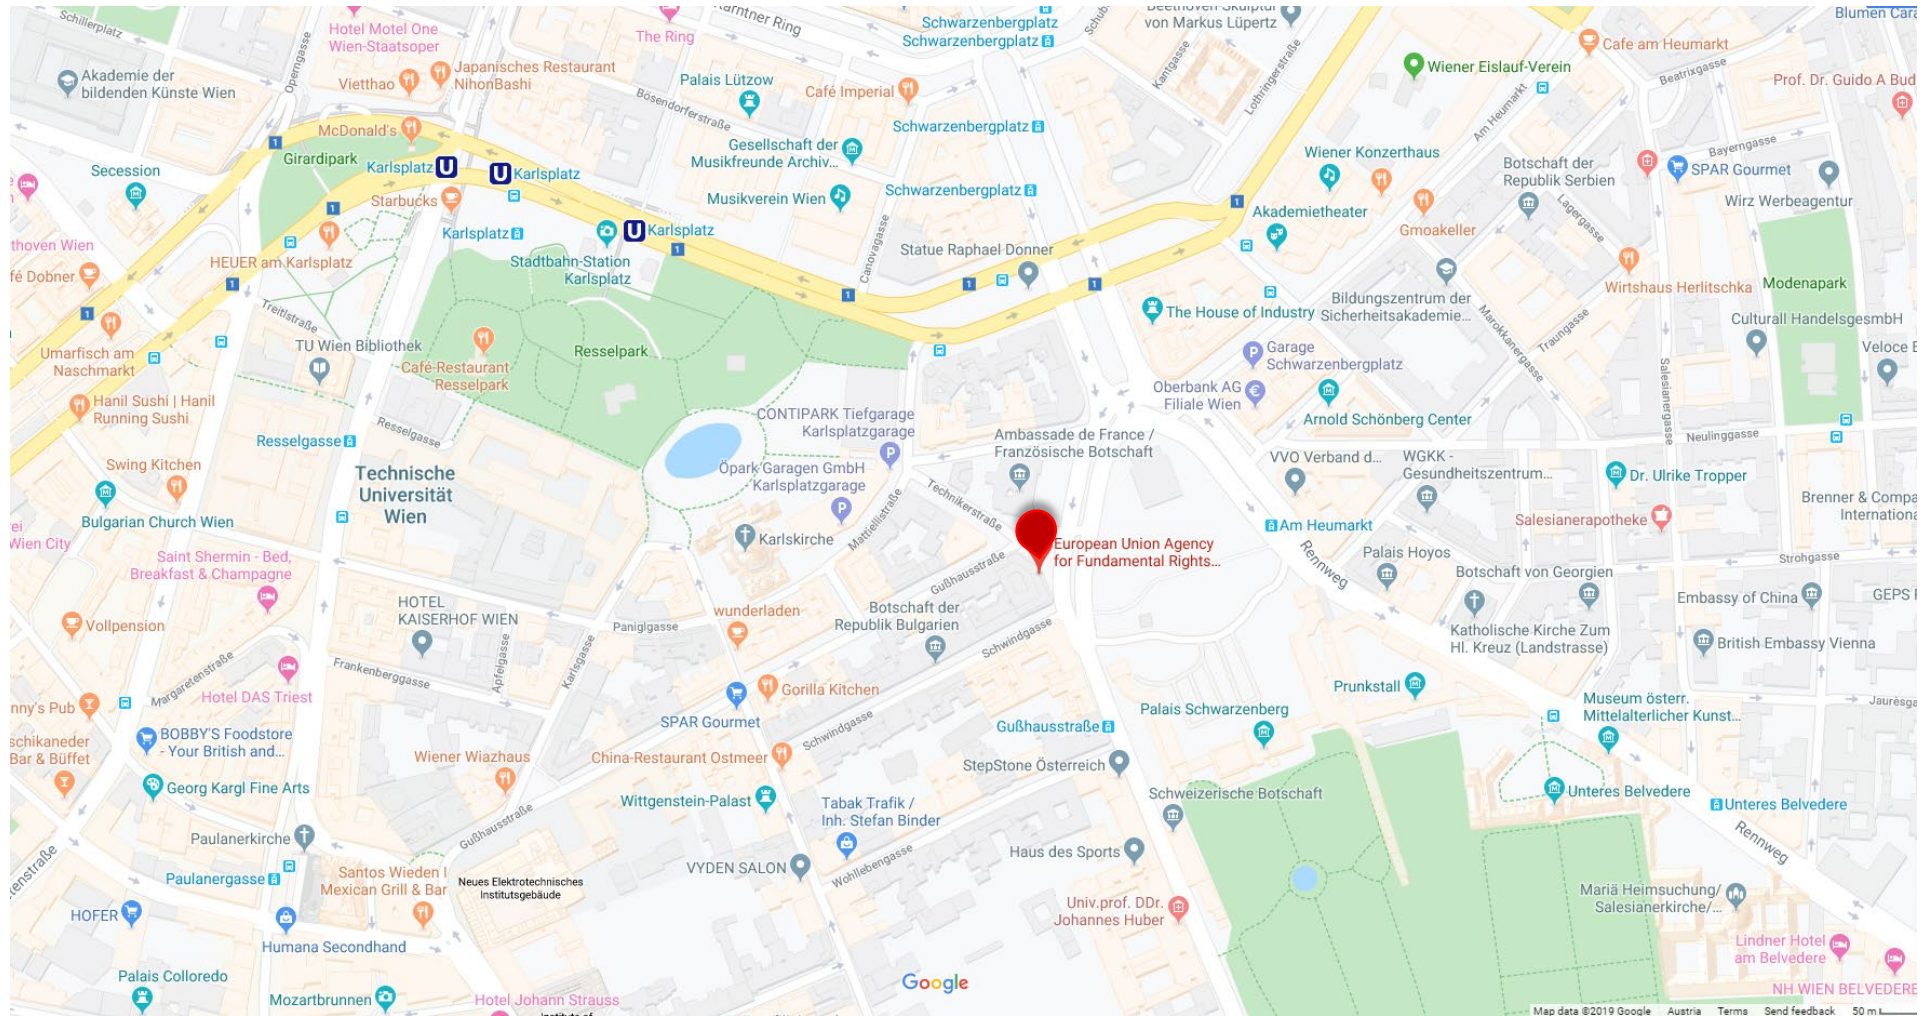 Schillerplatz
Operngasse
Hotel Motel One
Wien-Staatsoper
The Ring
Kärntner Ring
Schwarzenbergplatz
Schwarzenbergplatz
von Markus Lüpertz
Blumen Cara
Akademie der
bildenden Künste Wien
Viethao
Japanisches Restaurant
NihonBashi
Palais Lützow
Café Imperial
Bösendorferstraße
Kantgasse
Lothringerstraße
Wiener Eislauf-Verein
Cafe am Heumarkt
Beatrixgasse
Prof. Dr. Guido A Bud
McDonald's
Girardipark
Secession
Karlsplatz
U
U
Karlsplatz
Starbucks
Karlsplatz
Gesellschaft der
Musikfreunde Archiv...
Musikverein Wien
Schwarzenbergplatz
Schwarzenbergplatz
Wiener Konzerthaus
Am Heumarkt
Botschaft der
Republik Serbien
Bayerngasse
SPAR Gourmet
Wirz Werbeagentur
Lagergasse
Akademietheater
Gmoakeller
thoven Wien
fé Dobner
HEUER am Karlsplatz
Stadtbahn-Station
Karlsplatz
U
Karlsplatz
Canovagasse
Statue Raphael Donner
The House of Industry
Bildungszentrum der
Sicherheitsakademie...
Wirtshaus Herlitschka
Modenapark
Culturall HandelsgesmbH
Veloce B
Treitlstraße
TU Wien Bibliothek
Umarfisch am
Naschmarkt
Café-Restaurant
Resselpark
Resselpark
Garage
Schwarzenbergplatz
Marokkanergasse
Traungasse
Salesianergasse
Oberbank AG
Filiale Wien
Arnold Schönberg Center
Hanil Sushi | Hanil
Running Sushi
Resselgasse
Resselgasse
CONTIPARK Tiefgarage
Karlsplatzgarage
Ambassade de France /
Französische Botschaft
Neulinggasse
VVO Verband d...
WGKK -
Gesundheitszentrum...
Dr. Ulrike Tropper
Swing Kitchen
Technische
Universität
Wien
Öpark Garagen GmbH
Karlsplatzgarage
Technikerstraße
Brenner & Compa
Internationa
Bulgarian Church Wien
Karlskirche
Mattiellistraße
Am Heumarkt
Salesianerapotheke
rei
Wien City
European Union Agency
for Fundamental Rights...
Rennweg
Palais Hoyos
Strohgasse
Saint Shermin - Bed,
Breakfast & Champagne
Gußhausstraße
Botschaft von Georgien
Embassy of China
GEPS F
HOTEL
KAISERHOF WIEN
wunderladen
Botschaft der
Republik Bulgarien
Vollpension
Paniglgasse
Schwindgasse
Katholische Kirche Zum
Hl. Kreuz (Landstrasse)
British Embassy Vienna
Margaretenstraße
Frankenberggasse
Apfelgasse
Karlsgasse
Hotel DAS Triest
Gorilla Kitchen
SPAR Gourmet
Prunkstall
Jaurèsga
nny's Pub
Palais Schwarzenberg
Museum österr.
Mittelalterlicher Kunst...
Gußhausstraße
BOBBY'S Foodstore
- Your British and...
schikaneder
Bar & Büffet
Wiener Wiazhaus
China-Restaurant Ostmeer
Schwindgasse
StepStone Österreich
Georg Kargl Fine Arts
Wittgenstein-Palast
Tabak Trafik /
Inh. Stefan Binder
Schweizerische Botschaft
Unteres Belvedere
Unteres Belvedere
Gußhausstraße
Paulanerkirche
Rennweg
Haus des Sports
VYDEN SALON
Wohllebengasse
Paulanergasse
Santos Wieden |
Mexican Grill & Bar
Neues Elektrotechnisches
Institutsgebäude
Mariä Heimsuchung/
Salesianerkirche/...
Univ.prof. DDr.
Johannes Huber
HOFER
Humana Secondhand
Lindner Hotel
am Belvedere
Palais Colloredo
Mozartbrunnen
Hotel Johann Strauss
Google
NH WIEN BELVEDERE
Map data ©2019 Google Austria Terms Send feedback 50 m